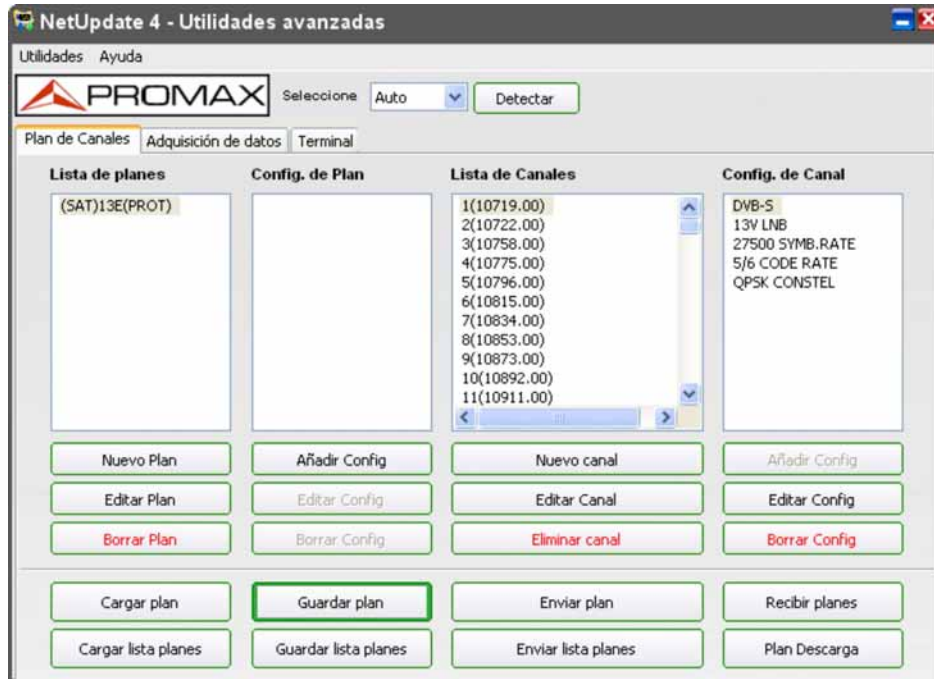 NetUpdate 4 - Utilidades avanzadas
Utilidades Ayuda
PROMAX Seleccione Auto Detectar
Plan de Canales Adquisición de datos Terminal
Lista de planes Config. de Plan Lista de Canales Config. de Canal
(SAT)13E(PROT) 1(10719.00) DVB-S
2(10722.00) 13V LNB
3(10758.00) 27500 SYMB.RATE
4(10775.00) 5/6 CODE RATE
5(10796.00) QPSK CONSTEL
6(10815.00)
7(10834.00)
8(10853.00)
9(10873.00)
10(10892.00)
11(10911.00)
Nuevo Plan Añadir Config Nuevo canal Añadir Config
Editar Plan Editar Config Editar Canal Editar Config
Borrar Plan Borrar Config Eliminar canal Borrar Config
Cargar plan Guardar plan Enviar plan Recibir planes
Cargar lista planes Guardar lista planes Enviar lista planes Plan Descarga